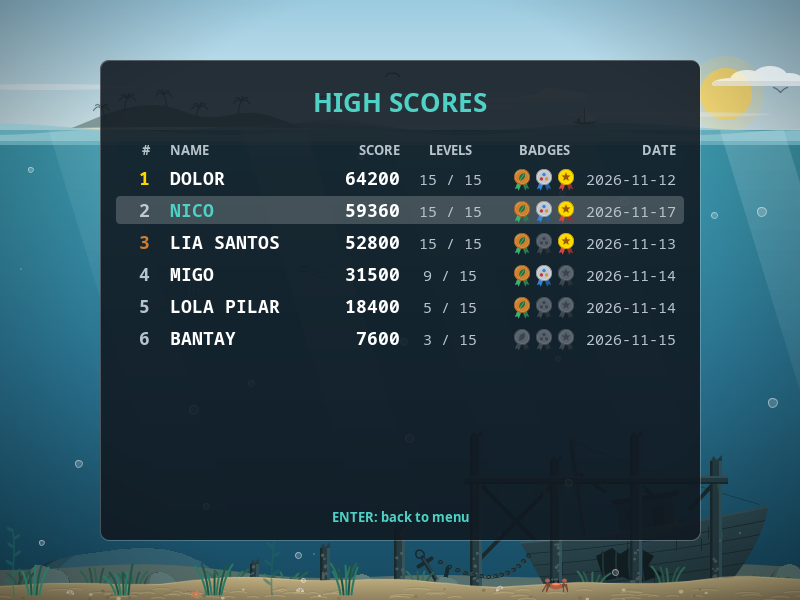 HIGH SCORES
# NAME SCORE LEVELS BADGES DATE
1 DOLOR 64200 15 / 15 2026-11-12
2 NICO 59360 15 / 15 2026-11-17
3 LIA SANTOS 52800 15 / 15 2026-11-13
4 MIGO 31500 9 / 15 2026-11-14
5 LOLA PILAR 18400 5 / 15 2026-11-14
6 BANTAY 7600 3 / 15 2026-11-15
ENTER: back to menu